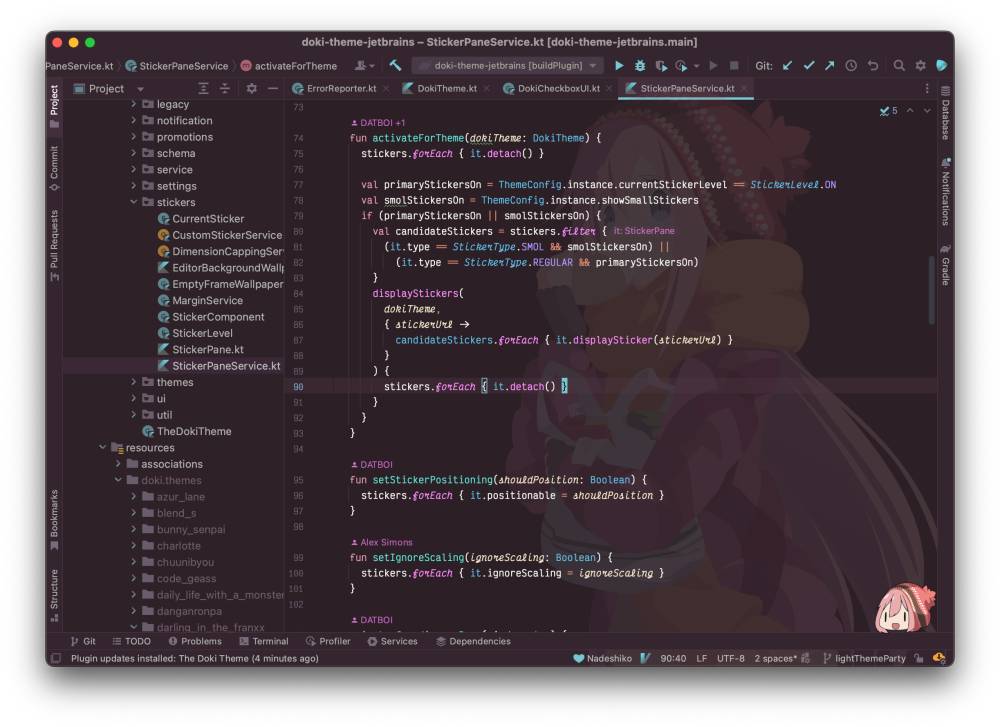 doki-theme-jetbrains – StickerPaneService.kt [doki-theme-jetbrains.main]
PaneService.kt StickerPaneService activateForTheme doki-theme-jetbrains [buildPlugin] Git:
Project ErrorReporter.kt DokiTheme.kt DokiCheckboxUI.kt StickerPaneService.kt
Project
Commit
Pull Requests
Bookmarks
Structure
legacy
notification
promotions
schema
service
settings
stickers
CurrentSticker
CustomStickerService
DimensionCappingSer
EditorBackgroundWallp
EmptyFrameWallpaper
MarginService
StickerComponent
StickerLevel
StickerPane.kt
StickerPaneService.kt
themes
ui
util
TheDokiTheme
resources
associations
doki.themes
azur_lane
blend_s
bunny_senpai
charlotte
chuunibyou
code_geass
daily_life_with_a_monster
danganronpa
darling_in_the_franxx
5
73
DATBOI +1
74 fun activateForTheme(dokiTheme: DokiTheme) {
75 stickers.forEach { it.detach() }
76
77 val primaryStickersOn = ThemeConfig.instance.currentStickerLevel == StickerLevel.ON
78 val smolStickersOn = ThemeConfig.instance.showSmallStickers
79 if (primaryStickersOn || smolStickersOn) {
80 val candidateStickers = stickers.filter { it: StickerPane
81 (it.type == StickerType.SMOL && smolStickersOn) ||
82 (it.type == StickerType.REGULAR && primaryStickersOn)
83 }
84 displayStickers(
85 dokiTheme,
86 { stickerUrl ->
87 candidateStickers.forEach { it.displaySticker(stickerUrl) }
88 }
89 ) {
90 stickers.forEach { it.detach() }
91 }
92 }
93 }
94
DATBOI
95 fun setStickerPositioning(shouldPosition: Boolean) {
96 stickers.forEach { it.positionable = shouldPosition }
97 }
98
Alex Simons
99 fun setIgnoreScaling(ignoreScaling: Boolean) {
100 stickers.forEach { it.ignoreScaling = ignoreScaling }
101 }
102
DATBOI
Database
Notifications
Gradle
Git TODO Problems Terminal Profiler Services Dependencies
Plugin updates installed: The Doki Theme (4 minutes ago) Nadeshiko 90:40 LF UTF-8 2 spaces* lightThemeParty